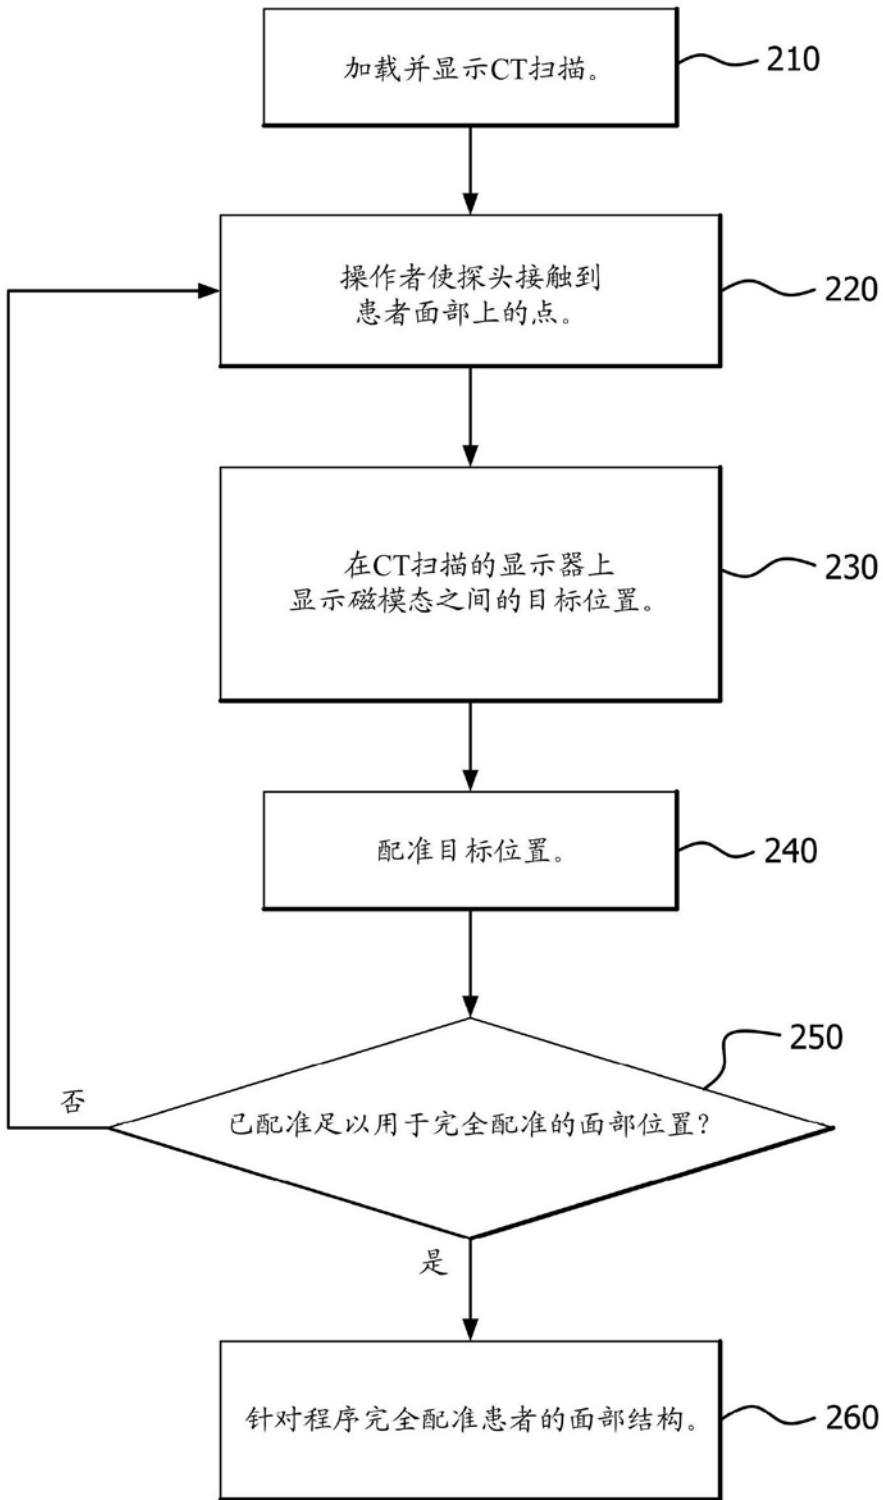 加载并显示CT扫描。
210
操作者使探头接触到
患者面部上的点。
220
在CT扫描的显示器上
显示磁模态之间的目标位置。
230
配准目标位置。
240
250
否
已配准足以用于完全配准的面部位置?
是
针对程序完全配准患者的面部结构。
260